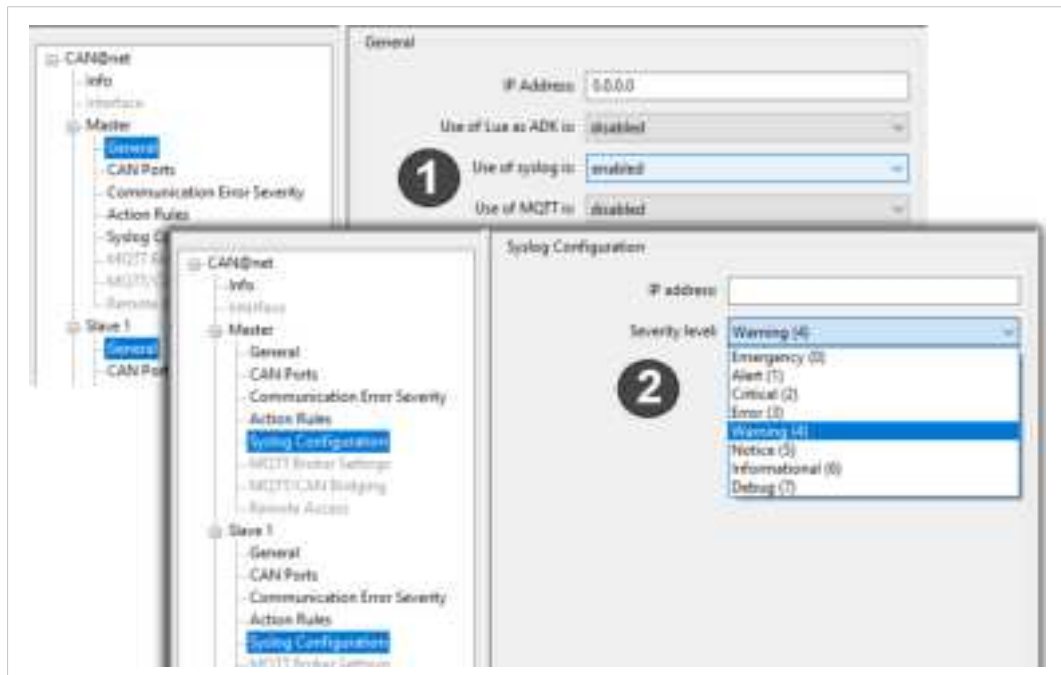 CAN@net
Info
Interface
Master
General
CAN Ports
Communication Error Severity
Action Rules
Syslog
Slave 1
General
CAN
General
IP Address 0.0.0.0
Use of Lua as ADK is disabled
1
Use of syslog is enabled
Use of MQTT is disabled
CAN@net
Info
Interface
Master
General
CAN Ports
Communication Error Severity
Action Rules
Syslog Configuration
MQTT Broker Settings
MQTT/CAN Bridging
Remote Access
Slave 1
General
CAN Ports
Communication Error Severity
Action Rules
Syslog Configuration
MQTT Broker Settings
Syslog Configuration
IP address
Severity level Warning (4)
2
Emergency (0)
Alert (1)
Critical (2)
Error (3)
Warning (4)
Notice (5)
Informational (6)
Debug (7)